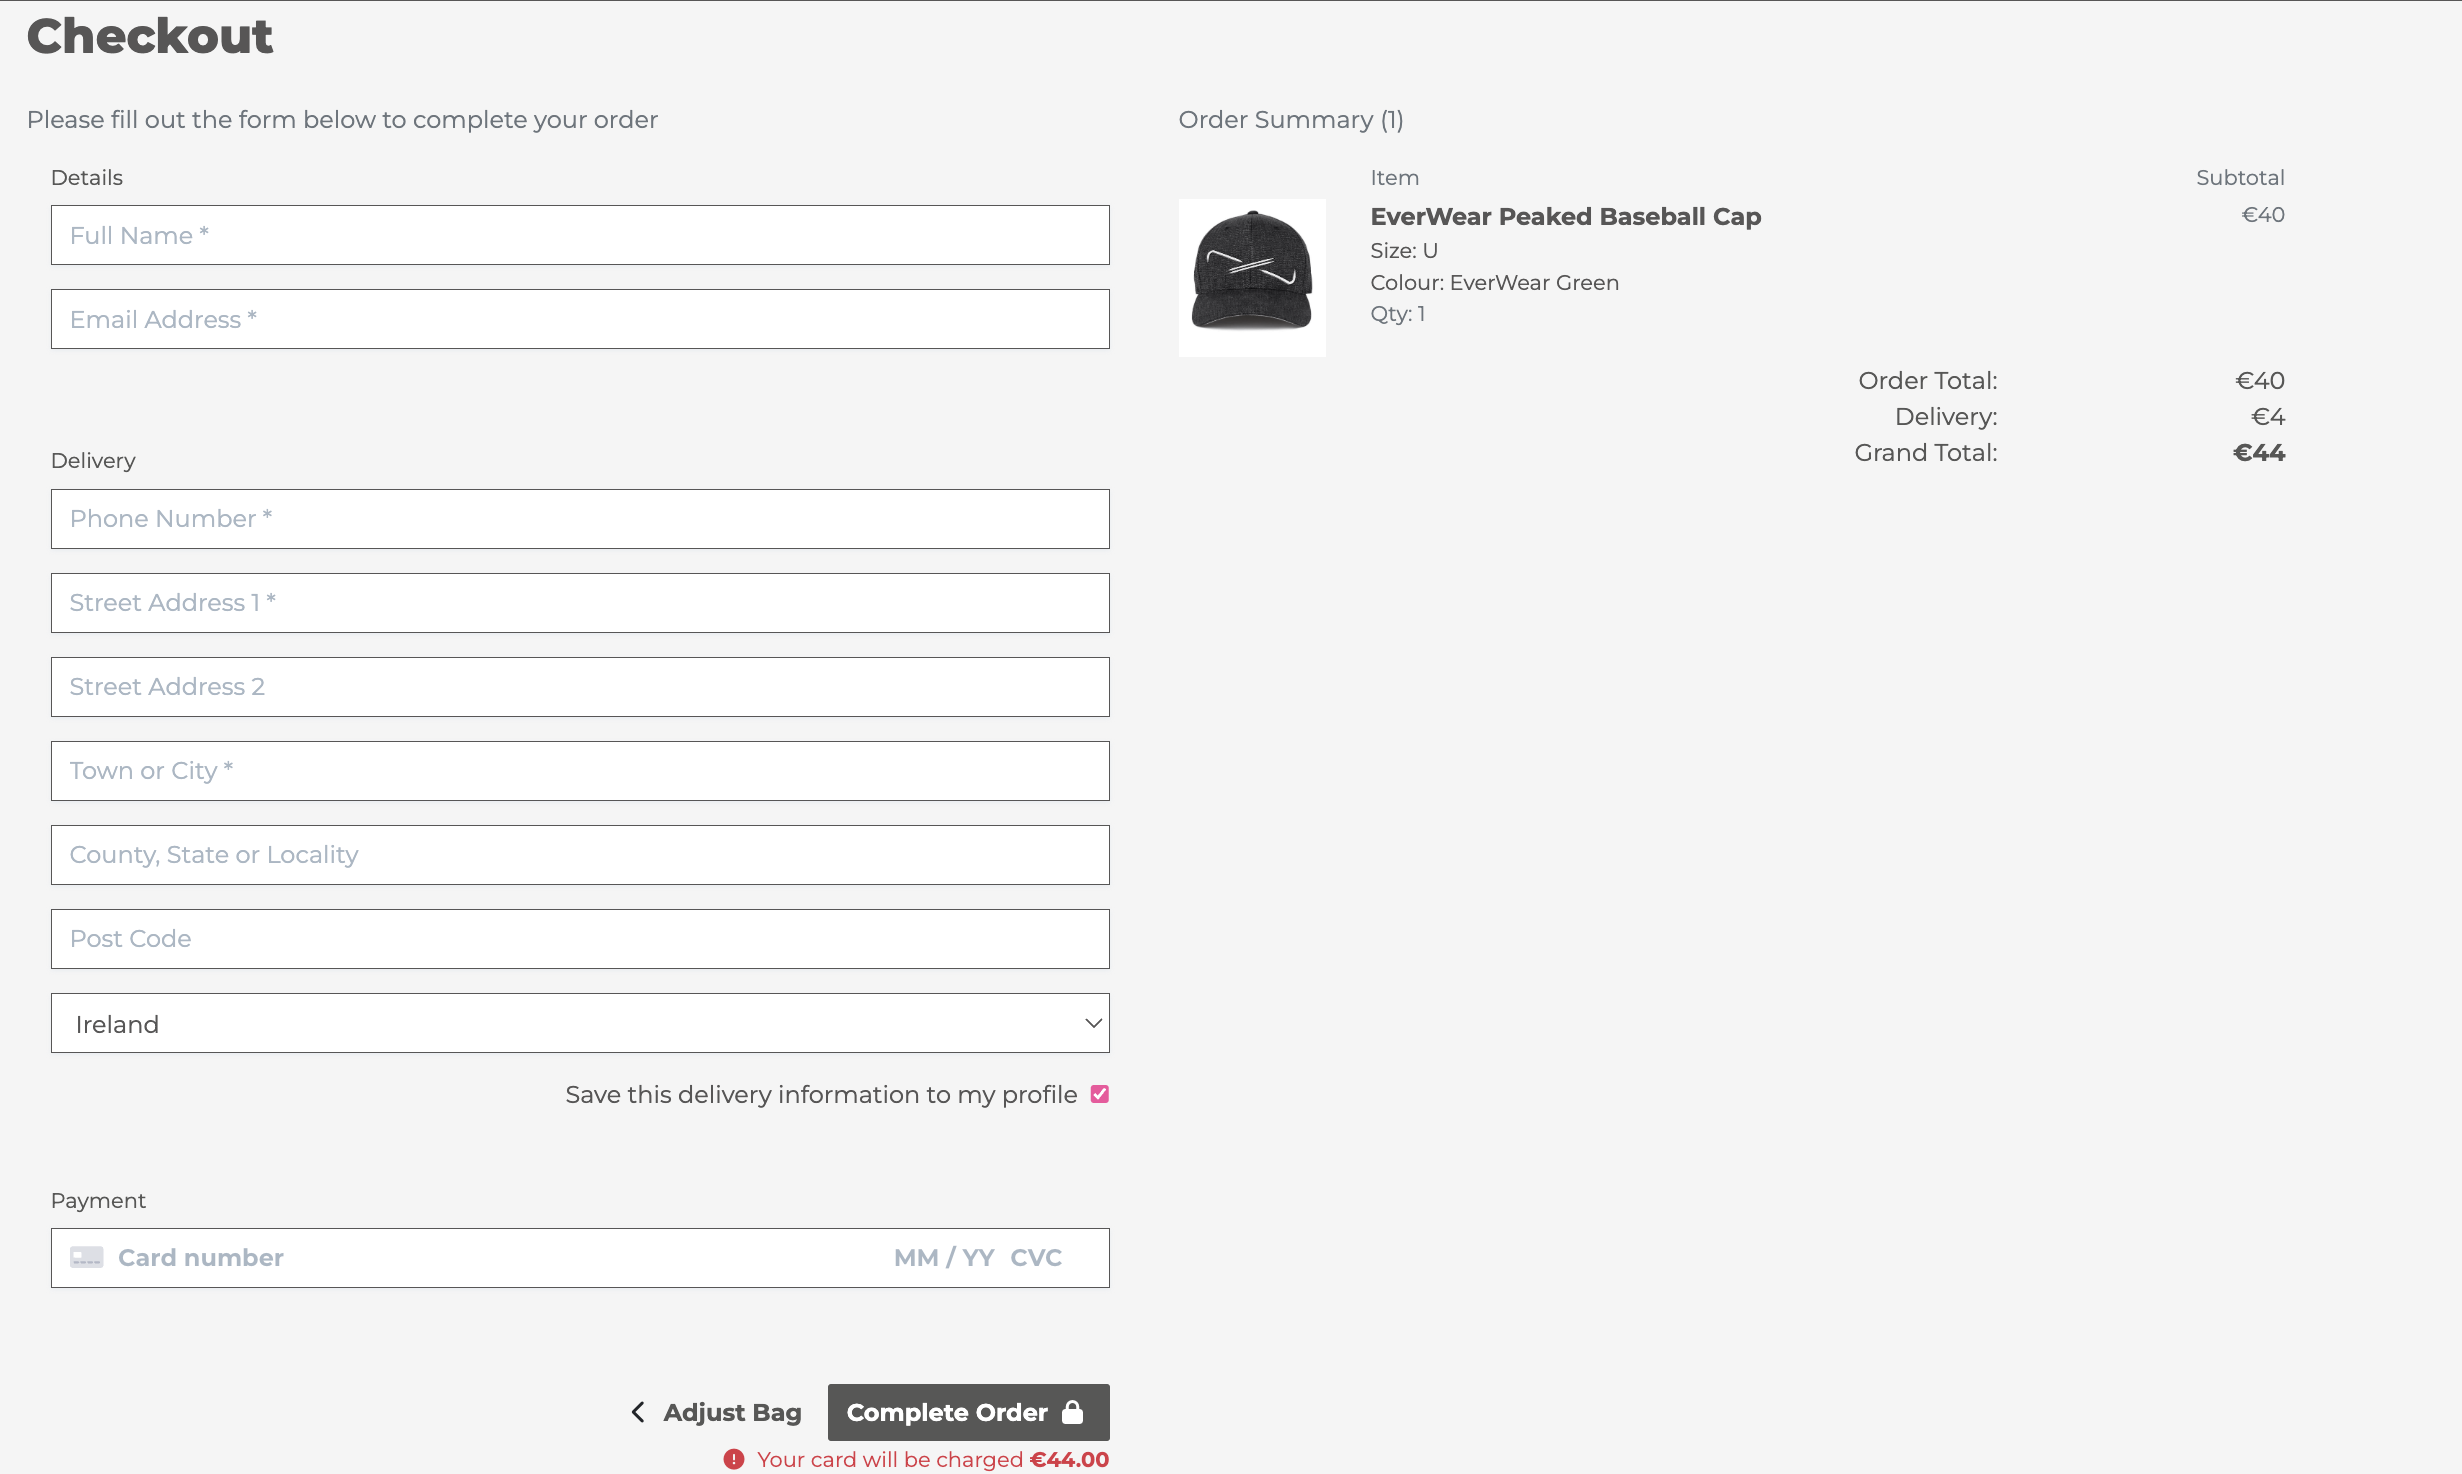 Checkout
Please fill out the form below to complete your order
Details
Full Name *
Email Address *
Delivery
Phone Number *
Street Address 1 *
Street Address 2
Town or City *
County, State or Locality
Post Code
Ireland
Save this delivery information to my profile
Payment
Card number MM / YY CVC
Adjust Bag Complete Order
Your card will be charged €44.00
Order Summary (1)
Item Subtotal
EverWear Peaked Baseball Cap €40
Size: U
Colour: EverWear Green
Qty: 1
Order Total: €40
Delivery: €4
Grand Total: €44